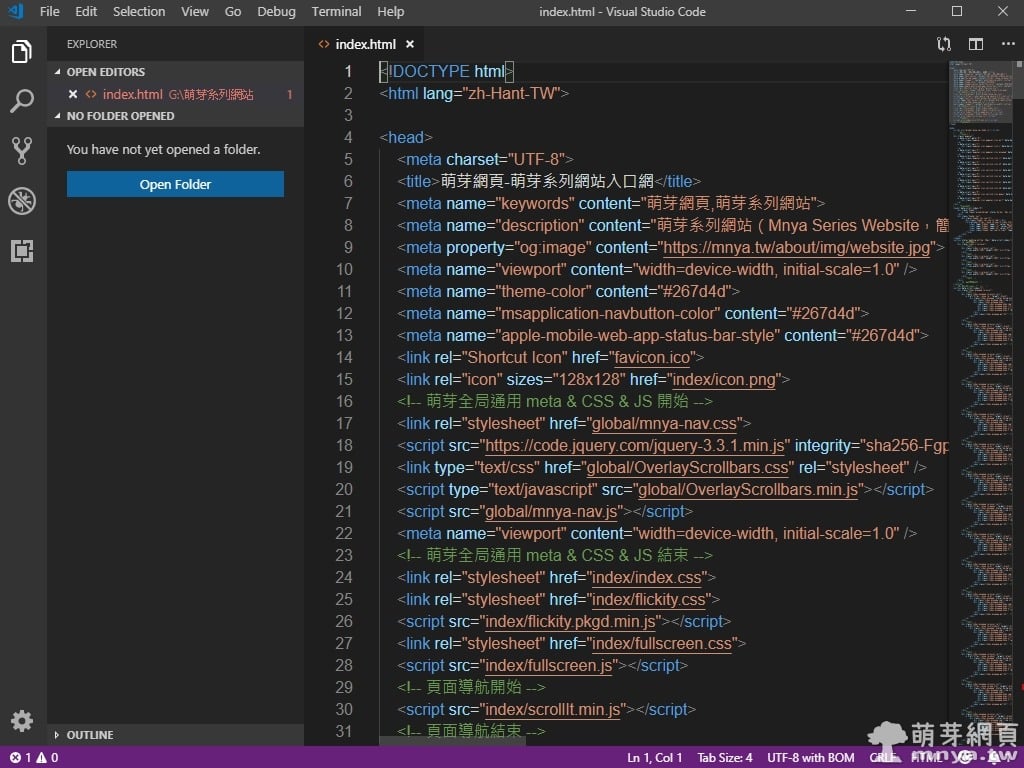 File Edit Selection View Go Debug Terminal Help index.html - Visual Studio Code
EXPLORER
OPEN EDITORS
index.html G:\萌芽系列網站 1
NO FOLDER OPENED
You have not yet opened a folder.
Open Folder
OUTLINE
index.html
1 <!DOCTYPE html>
2 <html lang="zh-Hant-TW">
3
4 <head>
5 <meta charset="UTF-8">
6 <title>萌芽網頁-萌芽系列網站入口網</title>
7 <meta name="keywords" content="萌芽網頁,萌芽系列網站">
8 <meta name="description" content="萌芽系列網站（Mnya Series Website，簡
9 <meta property="og:image" content="https://mnya.tw/about/img/website.jpg">
10 <meta name="viewport" content="width=device-width, initial-scale=1.0" />
11 <meta name="theme-color" content="#267d4d">
12 <meta name="msapplication-navbutton-color" content="#267d4d">
13 <meta name="apple-mobile-web-app-status-bar-style" content="#267d4d">
14 <link rel="Shortcut Icon" href="favicon.ico">
15 <link rel="icon" sizes="128x128" href="index/icon.png">
16 <!-- 萌芽全局通用 meta & CSS & JS 開始 -->
17 <link rel="stylesheet" href="global/mnya-nav.css">
18 <script src="https://code.jquery.com/jquery-3.3.1.min.js" integrity="sha256-Fgp
19 <link type="text/css" href="global/OverlayScrollbars.css" rel="stylesheet" />
20 <script type="text/javascript" src="global/OverlayScrollbars.min.js"></script>
21 <script src="global/mnya-nav.js"></script>
22 <meta name="viewport" content="width=device-width, initial-scale=1.0" />
23 <!-- 萌芽全局通用 meta & CSS & JS 結束 -->
24 <link rel="stylesheet" href="index/index.css">
25 <link rel="stylesheet" href="index/flickity.css">
26 <script src="index/flickity.pkgd.min.js"></script>
27 <link rel="stylesheet" href="index/fullscreen.css">
28 <script src="index/fullscreen.js"></script>
29 <!-- 頁面導航開始 -->
30 <script src="index/scrollIt.min.js"></script>
31 <!-- 頁面導航結束 -->
萌芽網頁
mnya.tw
1 0 Ln 1, Col 1 Tab Size: 4 UTF-8 with BOM CRLF HTML